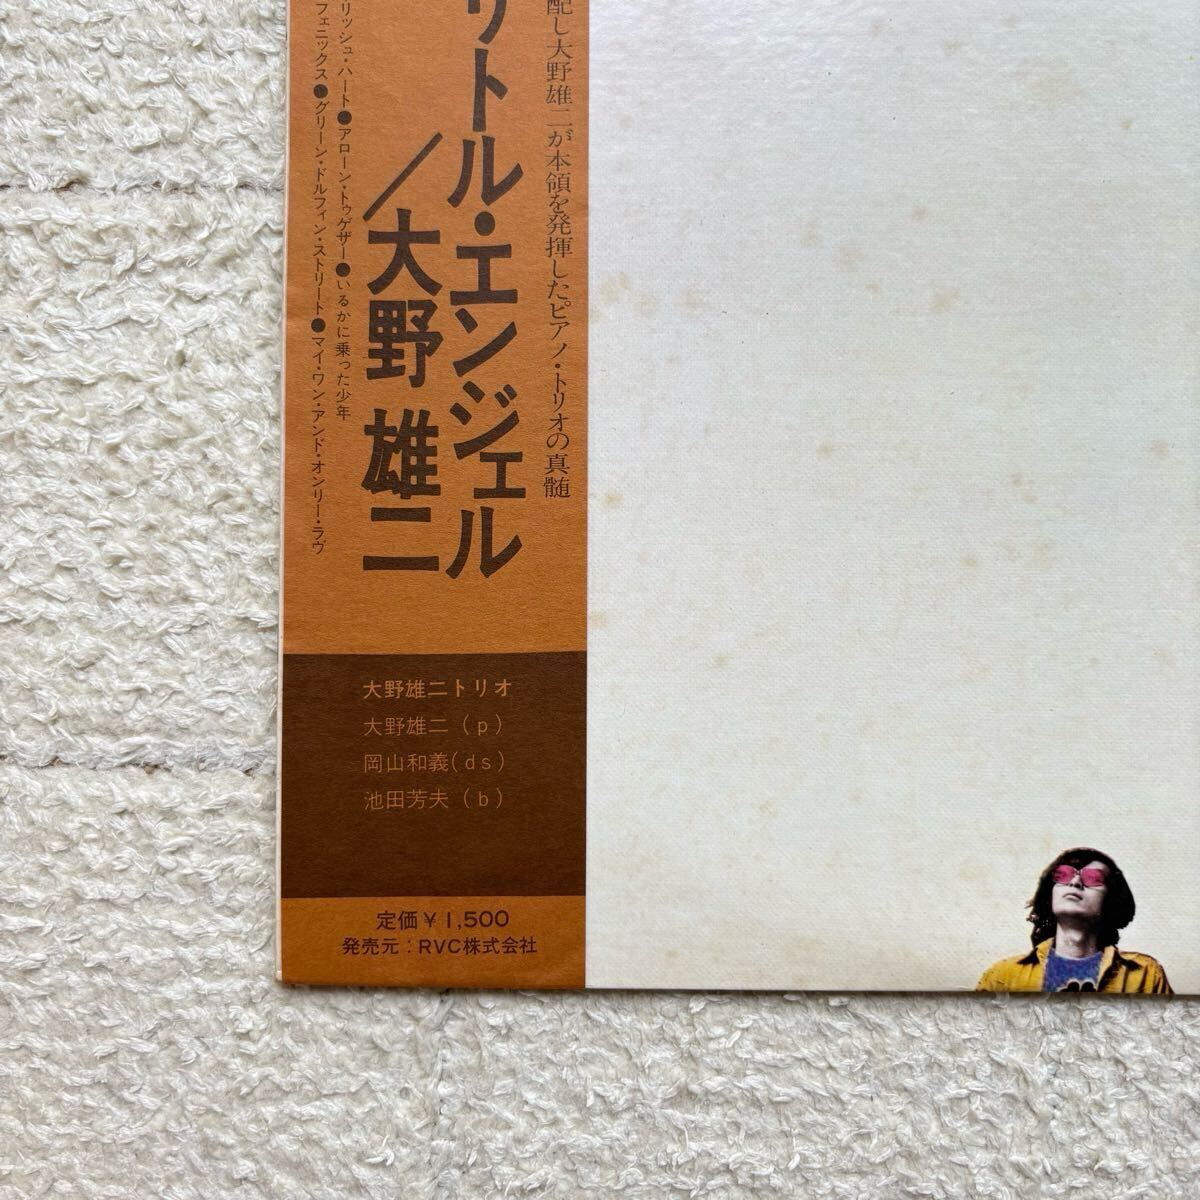 配し大野雄二が本領を発揮したピアノ・トリオの真髄
リトル・エンジェル
/大野雄二
リッシュ・ハート●アローン・トゥゲザー●いるかに乗った少年
フェニックス●グリーン・ドルフィン・ストリート●マイ・ワン・アンド・オンリー・ラヴ
大野雄二トリオ
大野雄二(p)
岡山和義(ds)
池田芳夫(b)
定価￥1,500
発売元:RVC株式会社